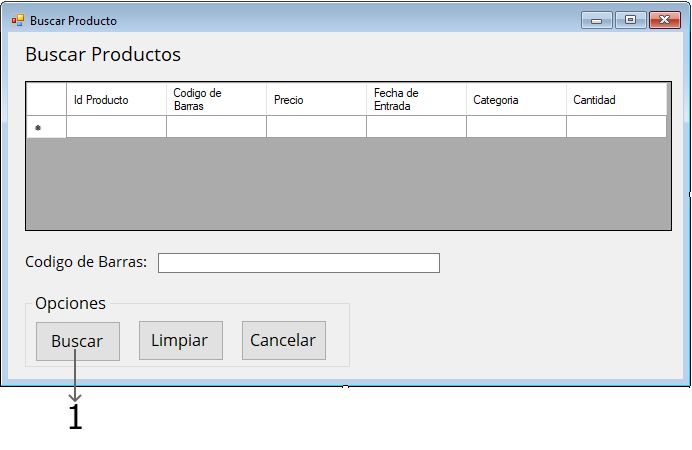 Buscar Producto
Buscar Productos
Id Producto
Codigo de
Barras
Precio
Fecha de
Entrada
Categoria
Cantidad
*
Codigo de Barras:
Opciones
Buscar
Limpiar
Cancelar
1